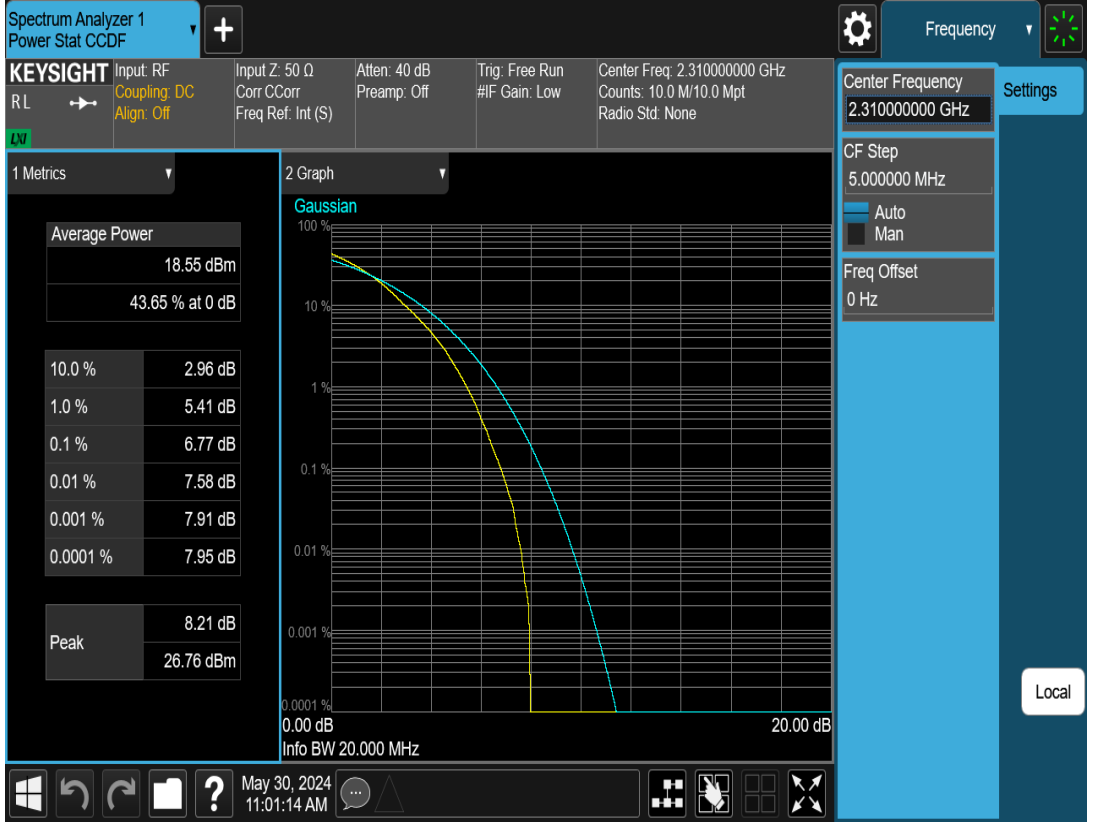 Spectrum Analyzer 1
Power Stat CCDF
+
Frequency
KEYSIGHT
RL
LXI
Input: RF
Coupling: DC
Align: Off
Input Z: 50 Ω
Corr CCorr
Freq Ref: Int (S)
Atten: 40 dB
Preamp: Off
Trig: Free Run
#IF Gain: Low
Center Freq: 2.310000000 GHz
Counts: 10.0 M/10.0 Mpt
Radio Std: None
Center Frequency
2.310000000 GHz
Settings
CF Step
5.000000 MHz
Auto
Man
Freq Offset
0 Hz
Local
1 Metrics
Average Power
18.55 dBm
43.65 % at 0 dB
10.0 % 2.96 dB
1.0 % 5.41 dB
0.1 % 6.77 dB
0.01 % 7.58 dB
0.001 % 7.91 dB
0.0001 % 7.95 dB
Peak
8.21 dB
26.76 dBm
2 Graph
Gaussian
100 %
10 %
1 %
0.1 %
0.01 %
0.001 %
0.0001 %
0.00 dB 20.00 dB
Info BW 20.000 MHz
?
May 30, 2024
11:01:14 AM